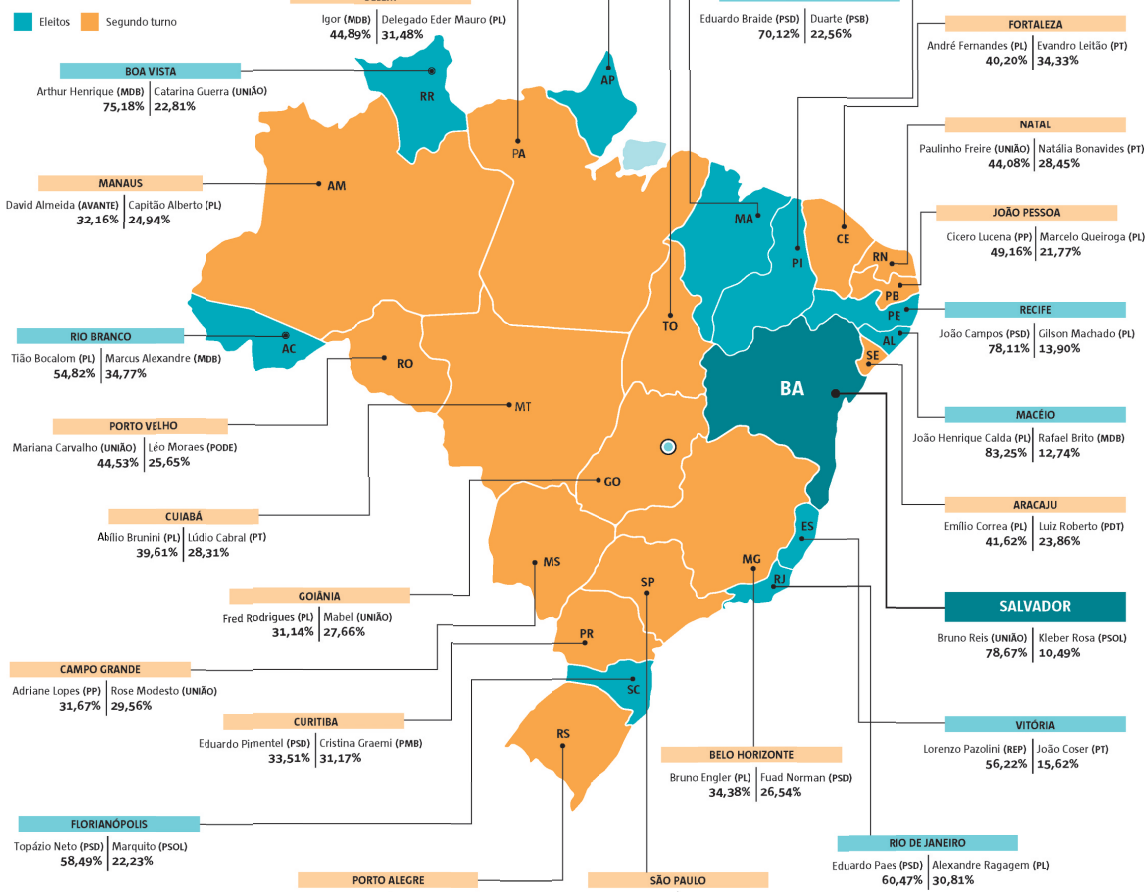 Eleitos
Segundo turno
Igor (MDB) Delegado Eder Mauro (PL)
44,89% 31,48%
Eduardo Braide (PSD) Duarte (PSB)
70,12% 22,56%
FORTALEZA
André Fernandes (PL) Evandro Leitão (PT)
40,20% 34,33%
BOA VISTA
Arthur Henrique (MDB) Catarina Guerra (UNIÃO)
75,18% 22,81%
NATAL
Paulinho Freire (UNIÃO) Natália Bonavides (PT)
44,08% 28,45%
MANAUS
David Almeida (AVANTE) Capitão Alberto (PL)
32,16% 24,94%
JOÃO PESSOA
Cicero Lucena (PP) Marcelo Queiroga (PL)
49,16% 21,77%
RIO BRANCO
Tião Bocalom (PL) Marcus Alexandre (MDB)
54,82% 34,77%
RECIFE
João Campos (PSD) Gilson Machado (PL)
78,11% 13,90%
PORTO VELHO
Mariana Carvalho (UNIÃO) Léo Moraes (PODE)
44,53% 25,65%
MACÉIO
João Henrique Calda (PL) Rafael Brito (MDB)
83,25% 12,74%
CUIABÁ
Abílio Brunini (PL) Lúdio Cabral (PT)
39,61% 28,31%
ARACAJU
Emílio Correa (PL) Luiz Roberto (PDT)
41,62% 23,86%
GOIÂNIA
Fred Rodrigues (PL) Mabel (UNIÃO)
31,14% 27,66%
SALVADOR
Bruno Reis (UNIÃO) Kleber Rosa (PSOL)
78,67% 10,49%
CAMPO GRANDE
Adriane Lopes (PP) Rose Modesto (UNIÃO)
31,67% 29,56%
CURITIBA
Eduardo Pimentel (PSD) Cristina Graemi (PMB)
33,51% 31,17%
VITÓRIA
Lorenzo Pazolini (REP) João Coser (PT)
56,22% 15,62%
BELO HORIZONTE
Bruno Engler (PL) Fuad Norman (PSD)
34,38% 26,54%
FLORIANÓPOLIS
Topázio Neto (PSD) Marquito (PSOL)
58,49% 22,23%
RIO DE JANEIRO
Eduardo Paes (PSD) Alexandre Ragagem (PL)
60,47% 30,81%
PORTO ALEGRE
SÃO PAULO
RR
AP
PA
AM
MA
PI
CE
RN
PB
PE
AL
SE
TO
AC
RO
MT
BA
GO
ES
MG
RJ
MS
SP
PR
SC
RS